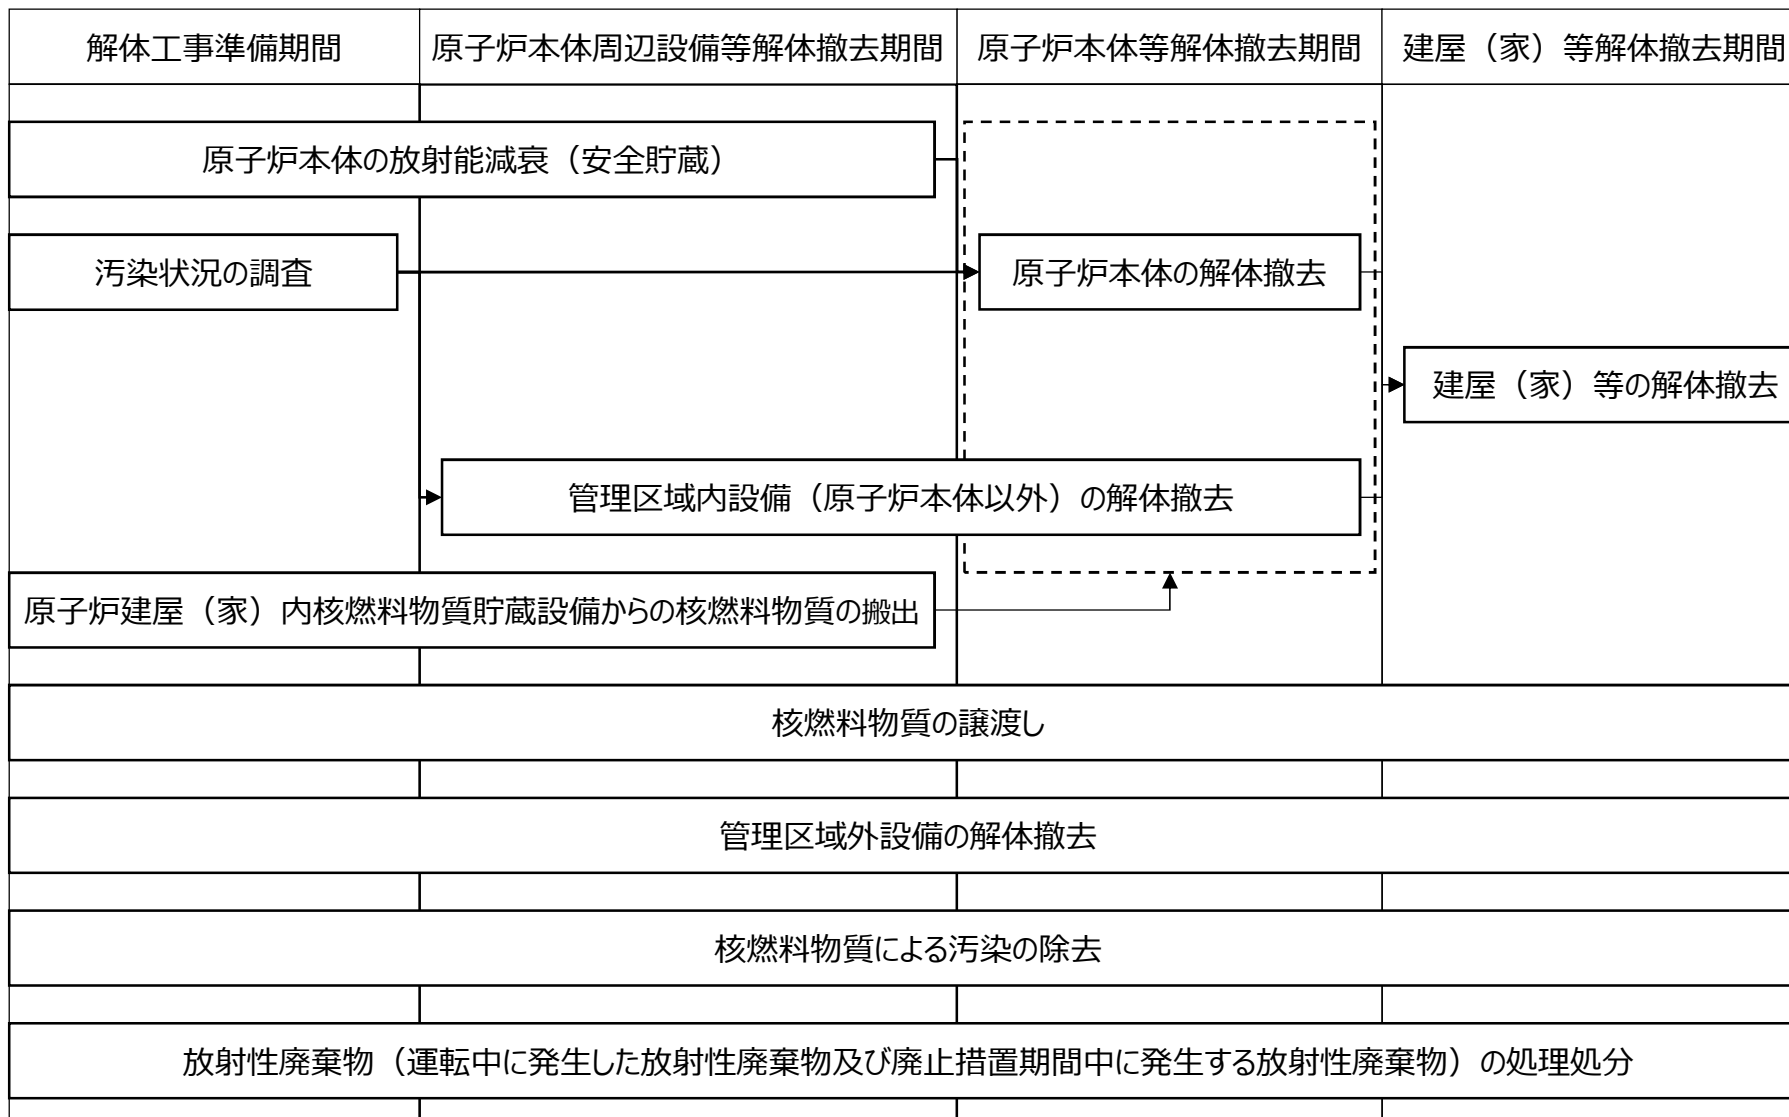 解体工事準備期間
原子炉本体周辺設備等解体撤去期間
原子炉本体等解体撤去期間
建屋（家）等解体撤去期間
原子炉本体の放射能減衰（安全貯蔵）
汚染状況の調査
原子炉本体の解体撤去
建屋（家）等の解体撤去
管理区域内設備（原子炉本体以外）の解体撤去
原子炉建屋（家）内核燃料物質貯蔵設備からの核燃料物質の搬出
核燃料物質の譲渡し
管理区域外設備の解体撤去
核燃料物質による汚染の除去
放射性廃棄物（運転中に発生した放射性廃棄物及び廃止措置期間中に発生する放射性廃棄物）の処理処分